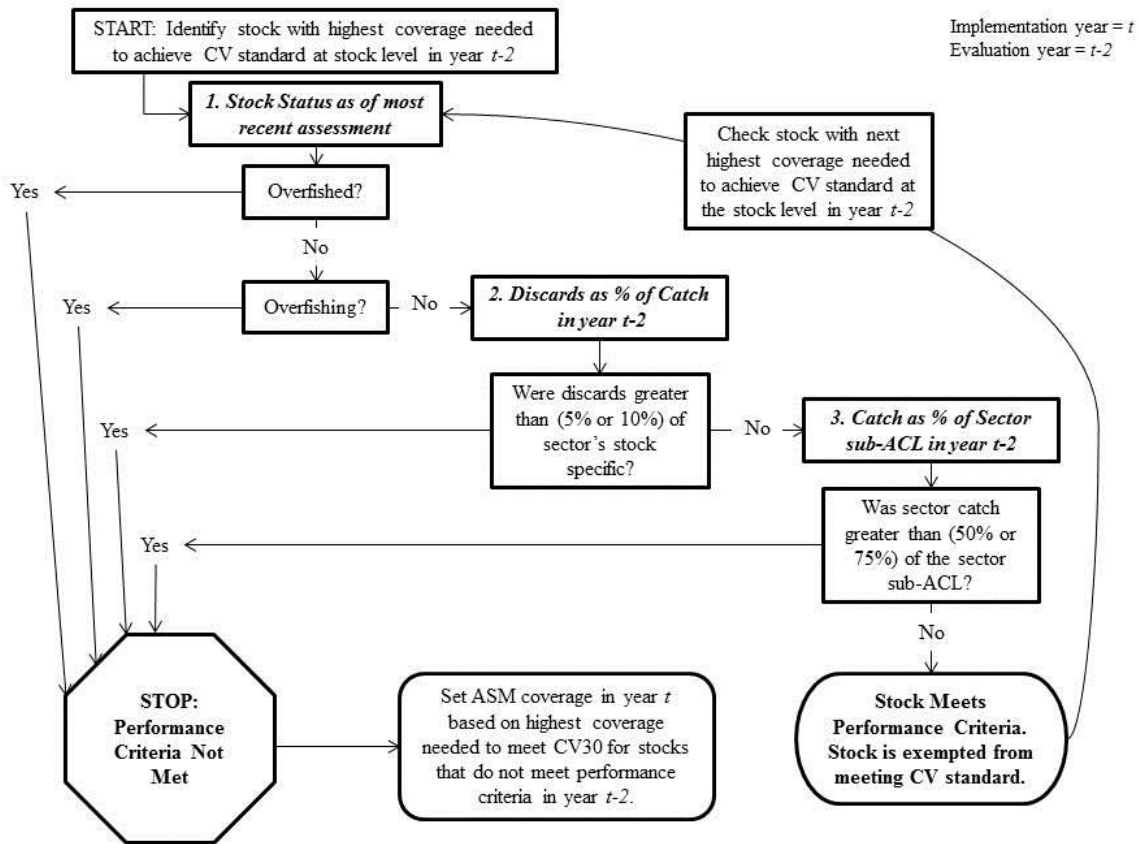 START: Identify stock with highest coverage needed
to achieve CV standard at stock level in year t-2
Implementation year = t
Evaluation year = t-2
1. Stock Status as of most
recent assessment
Check stock with next
highest coverage needed
to achieve CV standard at
the stock level in year t-2
Yes
Overfished?
No
Yes
Overfishing?
No
2. Discards as % of Catch
in year t-2
Yes
Were discards greater
than (5% or 10%) of
sector's stock
specific?
No
3. Catch as % of Sector
sub-ACL in year t-2
Yes
Was sector catch
greater than (50% or
75%) of the sector
sub-ACL?
No
STOP:
Performance
Criteria Not
Met
Set ASM coverage in year t
based on highest coverage
needed to meet CV30 for stocks
that do not meet performance
criteria in year t-2.
Stock Meets
Performance Criteria.
Stock is exempted from
meeting CV standard.